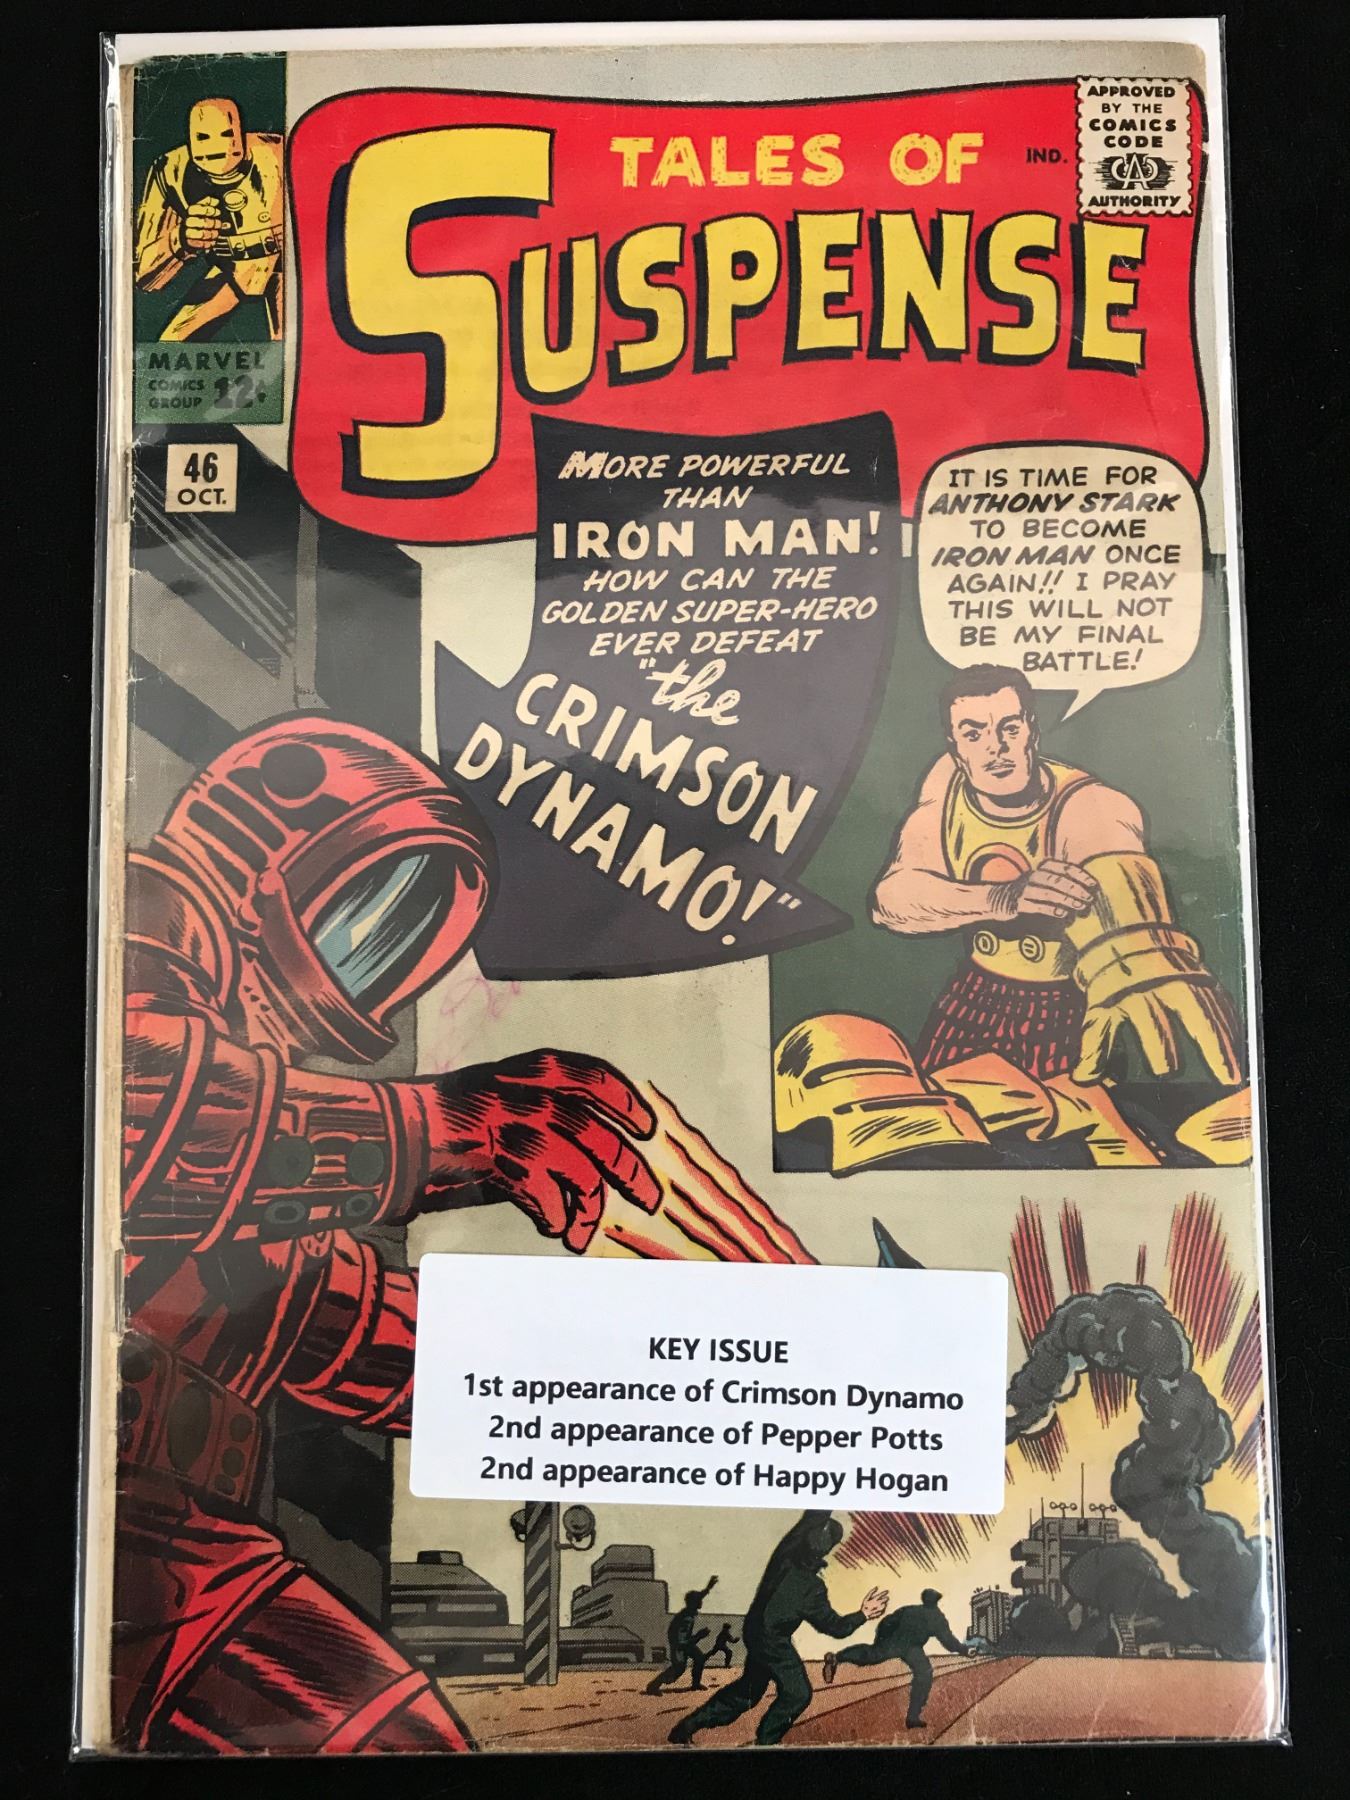 TALES OF
SUSPENSE
IND.
APPROVED
BY THE
COMICS
CODE
CA
AUTHORITY
MARVEL
COMICS
GROUP 12¢
46
OCT.
MORE POWERFUL
THAN
IRON MAN!
HOW CAN THE
GOLDEN SUPER-HERO
EVER DEFEAT
"the
CRIMSON
DYNAMO!"
IT IS TIME FOR
ANTHONY STARK
TO BECOME
IRON MAN ONCE
AGAIN!! I PRAY
THIS WILL NOT
BE MY FINAL
BATTLE!
KEY ISSUE
1st appearance of Crimson Dynamo
2nd appearance of Pepper Potts
2nd appearance of Happy Hogan